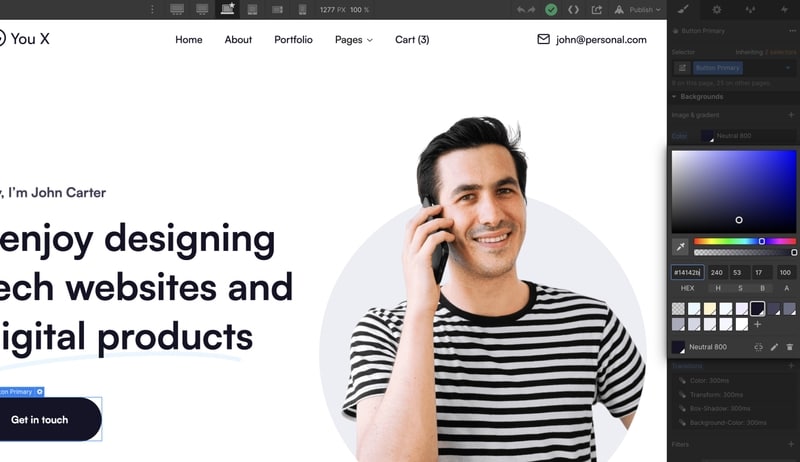 1277 PX 100 %
Publish
You X
Home
About
Portfolio
Pages
Cart (3)
john@personal.com
, I'm John Carter
enjoy designing
ech websites and
igital products
on Primary
Get in touch
Button Primary
Selector
Inheriting 7 selectors
Button Primary
8 on this page, 25 on other pages.
Backgrounds
Image & gradient
Color
Neutral 800
#14142b
240
53
17
100
HEX
H
S
B
A
Neutral 800
Transitions
Color: 300ms
Transform: 300ms
Box-Shadow: 300ms
Background-Color: 300ms
Filters